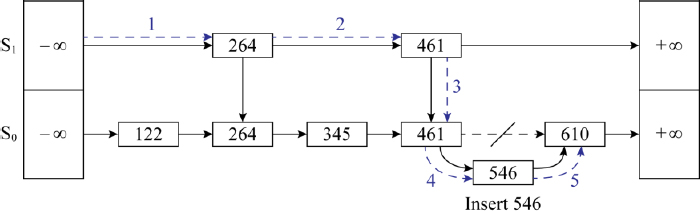 1 2
S₁ −∞ 264 461 +∞
3
S₀ −∞ 122 264 345 461 610 +∞
4 546 5
Insert 546